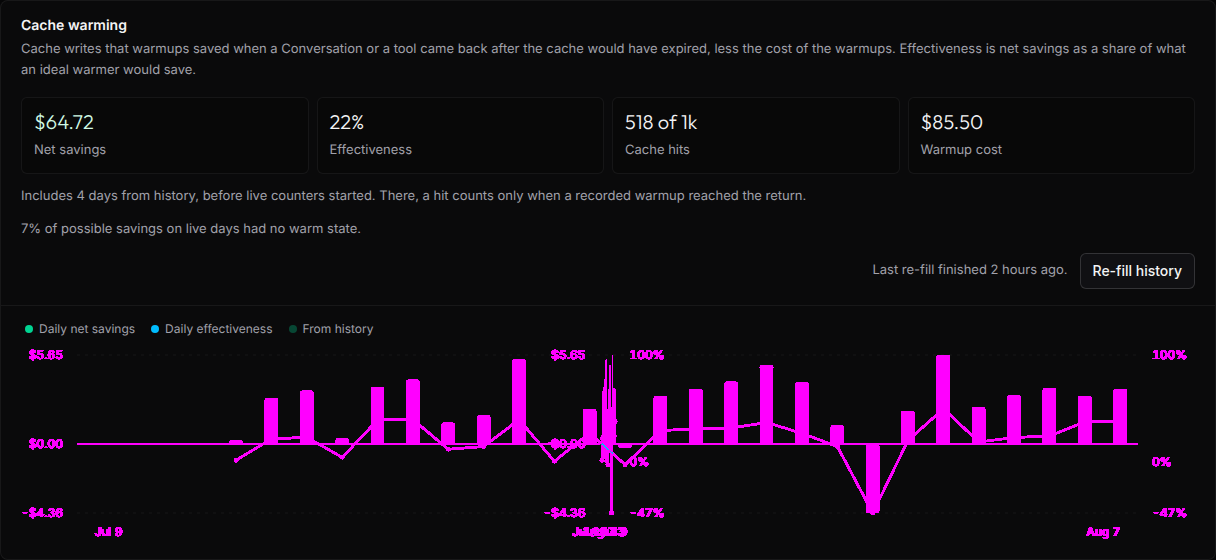 Cache warming
Cache writes that warmups saved when a Conversation or a tool came back after the cache would have expired, less the cost of the warmups. Effectiveness is net savings as a share of what
an ideal warmer would save.
$64.72
Net savings
22%
Effectiveness
518 of 1k
Cache hits
$85.50
Warmup cost
Includes 4 days from history, before live counters started. There, a hit counts only when a recorded warmup reached the return.
7% of possible savings on live days had no warm state.
Last re-fill finished 2 hours ago.
Re-fill history
Daily net savings
Daily effectiveness
From history
$5.65
$5.65
100%
100%
$0.00
$0.00
0%
0%
-$4.36
-$4.36
-47%
-47%
Jul 9
Aug 7